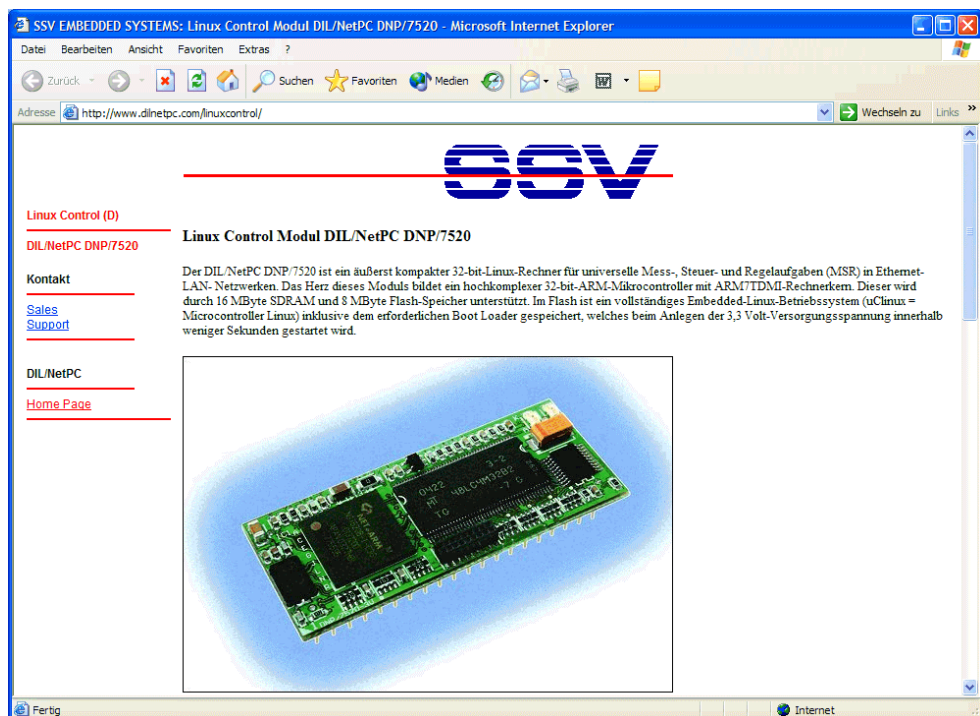 SSV EMBEDDED SYSTEMS: Linux Control Modul DIL/NetPC DNP/7520 - Microsoft Internet Explorer
Datei Bearbeiten Ansicht Favoriten Extras ?
Zurück Suchen Favoriten Medien
Adresse http://www.dilnetpc.com/linuxcontrol/ Wechseln zu Links »
SSV
Linux Control (D)
DIL/NetPC DNP/7520
Kontakt
Sales
Support
DIL/NetPC
Home Page
Linux Control Modul DIL/NetPC DNP/7520
Der DIL/NetPC DNP/7520 ist ein äußerst kompakter 32-bit-Linux-Rechner für universelle Mess-, Steuer- und Regelaufgaben (MSR) in Ethernet-
LAN- Netzwerken. Das Herz dieses Moduls bildet ein hochkomplexer 32-bit-ARM-Mikrocontroller mit ARM7TDMI-Rechnerkern. Dieser wird
durch 16 MByte SDRAM und 8 MByte Flash-Speicher unterstützt. Im Flash ist ein vollständiges Embedded-Linux-Betriebssystem (uClinux =
Microcontroller Linux) inklusive dem erforderlichen Boot Loader gespeichert, welches beim Anlegen der 3,3 Volt-Versorgungsspannung innerhalb
weniger Sekunden gestartet wird.
0422 3-2
MT 48LC4M32B2
TG -7 G
Fertig Internet